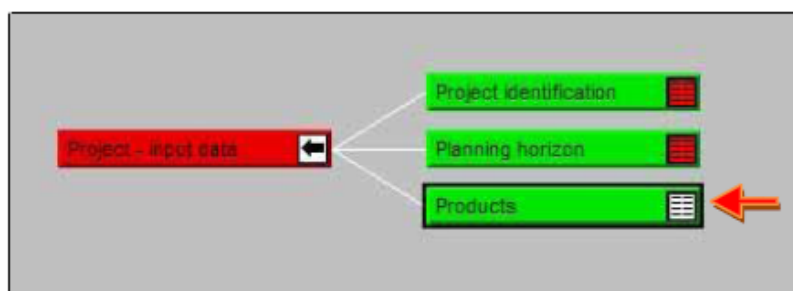 Project - input data
Project identification
Planning horizon
Products